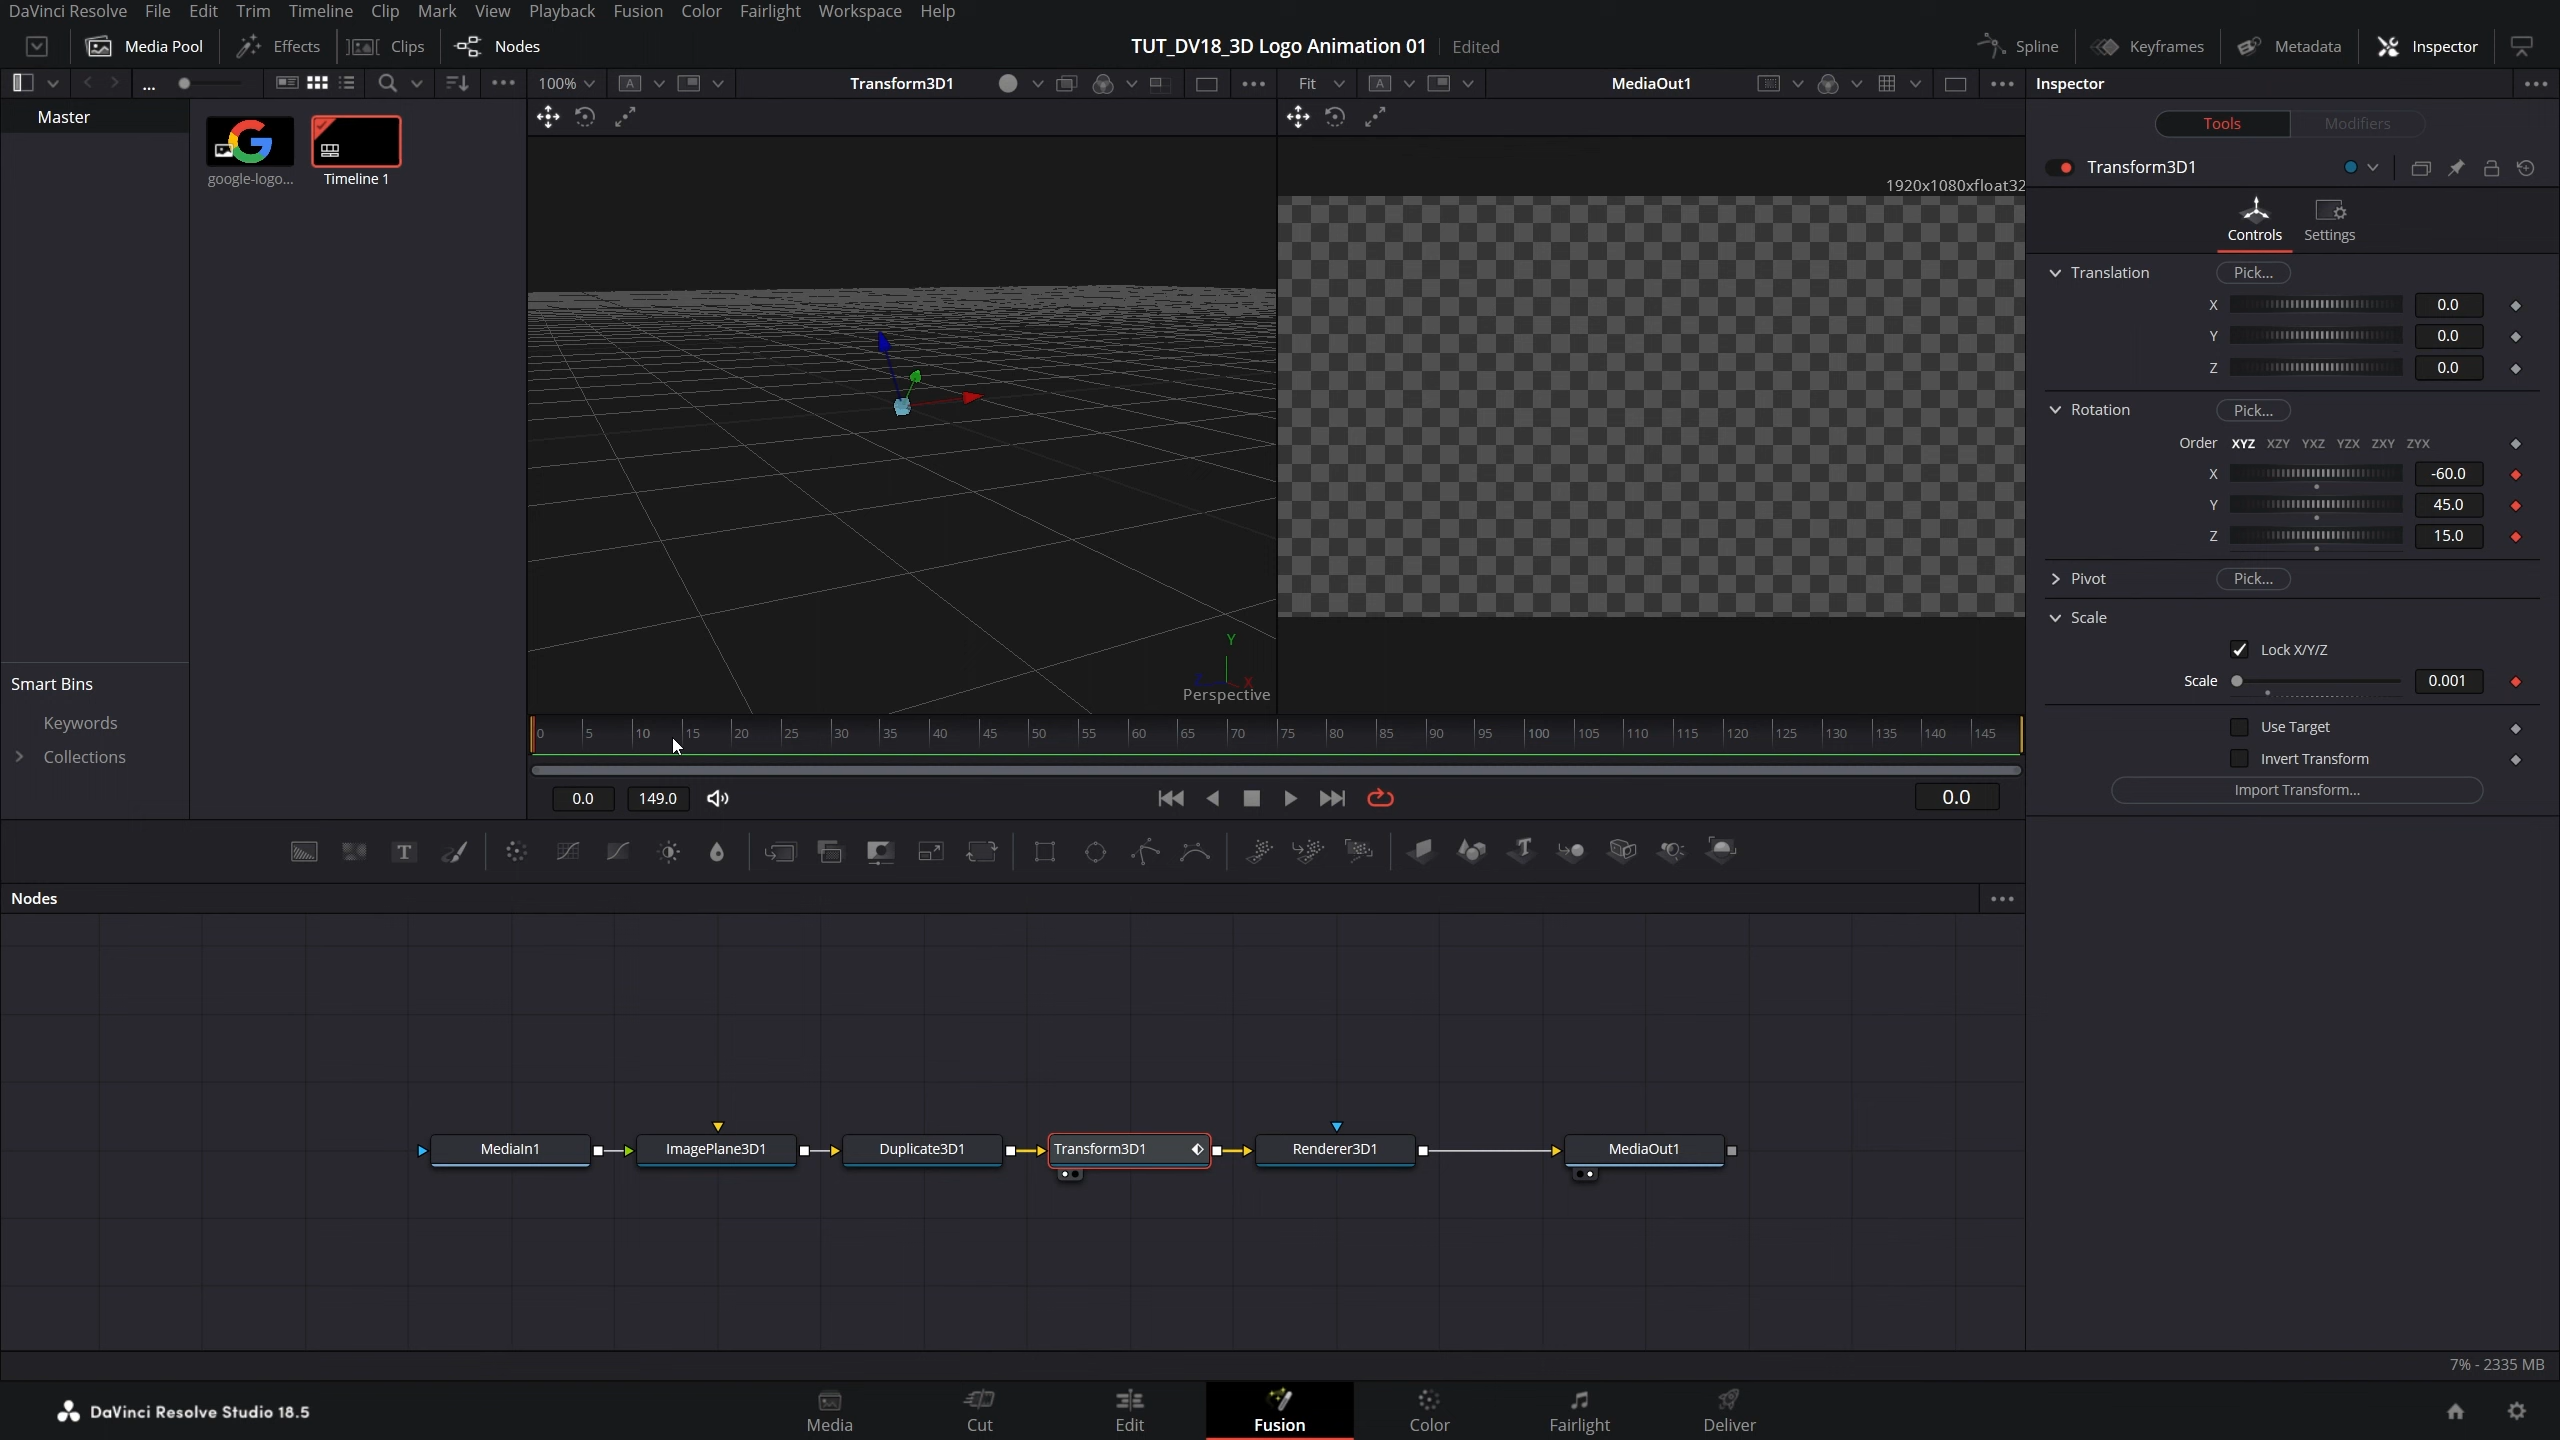 DaVinci Resolve File Edit Trim Timeline Clip Mark View Playback Fusion Color Fairlight Workspace Help
Media Pool Effects Clips Nodes TUT_DV18_3D Logo Animation 01 Edited Spline Keyframes Metadata Inspector
... 100% A Transform3D1 Fit A MediaOut1 Inspector
Master
Tools Modifiers
google-logo... Timeline 1
Transform3D1
1920x1080xfloat32
Controls Settings
Translation Pick...
X 0.0
Y 0.0
Z 0.0
Rotation Pick...
Order XYZ XZY YXZ YZX ZXY ZYX
X -60.0
Y 45.0
Z 15.0
Pivot Pick...
Scale
Lock X/Y/Z
Scale 0.001
Use Target
Invert Transform
Import Transform...
Y
X
Perspective
Smart Bins
Keywords
Collections
0 5 10 15 20 25 30 35 40 45 50 55 60 65 70 75 80 85 90 95 100 105 110 115 120 125 130 135 140 145
0.0 149.0 0.0
T T
Nodes
MediaIn1 ImagePlane3D1 Duplicate3D1 Transform3D1 Renderer3D1 MediaOut1
7% - 2335 MB
DaVinci Resolve Studio 18.5 Media Cut Edit Fusion Color Fairlight Deliver